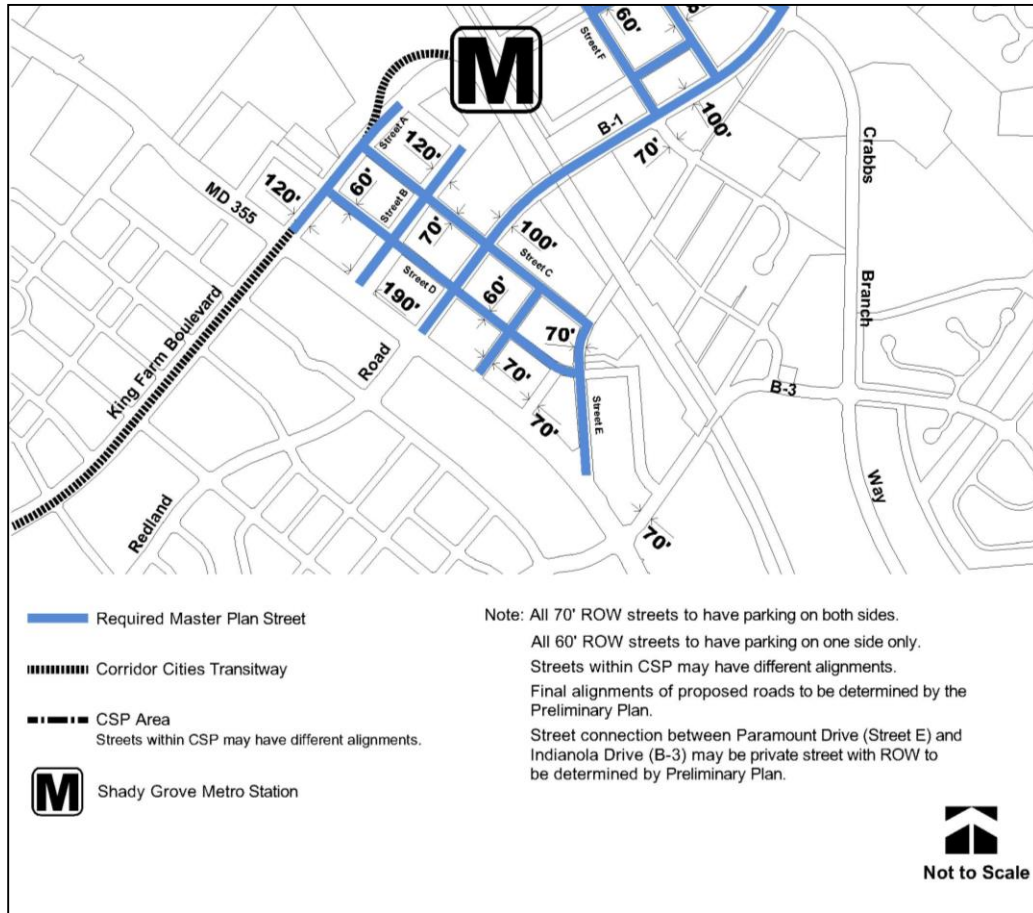 60'
Street F
M
B-1
100'
70'
Crabbs
Street A
120'
120'
60'
Street B
MD 355
70'
100'
Street C
Street D
190'
60'
70'
King Farm Boulevard
Road
70'
Branch
B-3
70'
Street E
Redland
Way
70'
Required Master Plan Street
Corridor Cities Transitway
CSP Area
Streets within CSP may have different alignments.
M Shady Grove Metro Station
Note: All 70' ROW streets to have parking on both sides.
All 60' ROW streets to have parking on one side only.
Streets within CSP may have different alignments.
Final alignments of proposed roads to be determined by the
Preliminary Plan.
Street connection between Paramount Drive (Street E) and
Indianola Drive (B-3) may be private street with ROW to
be determined by Preliminary Plan.
Not to Scale